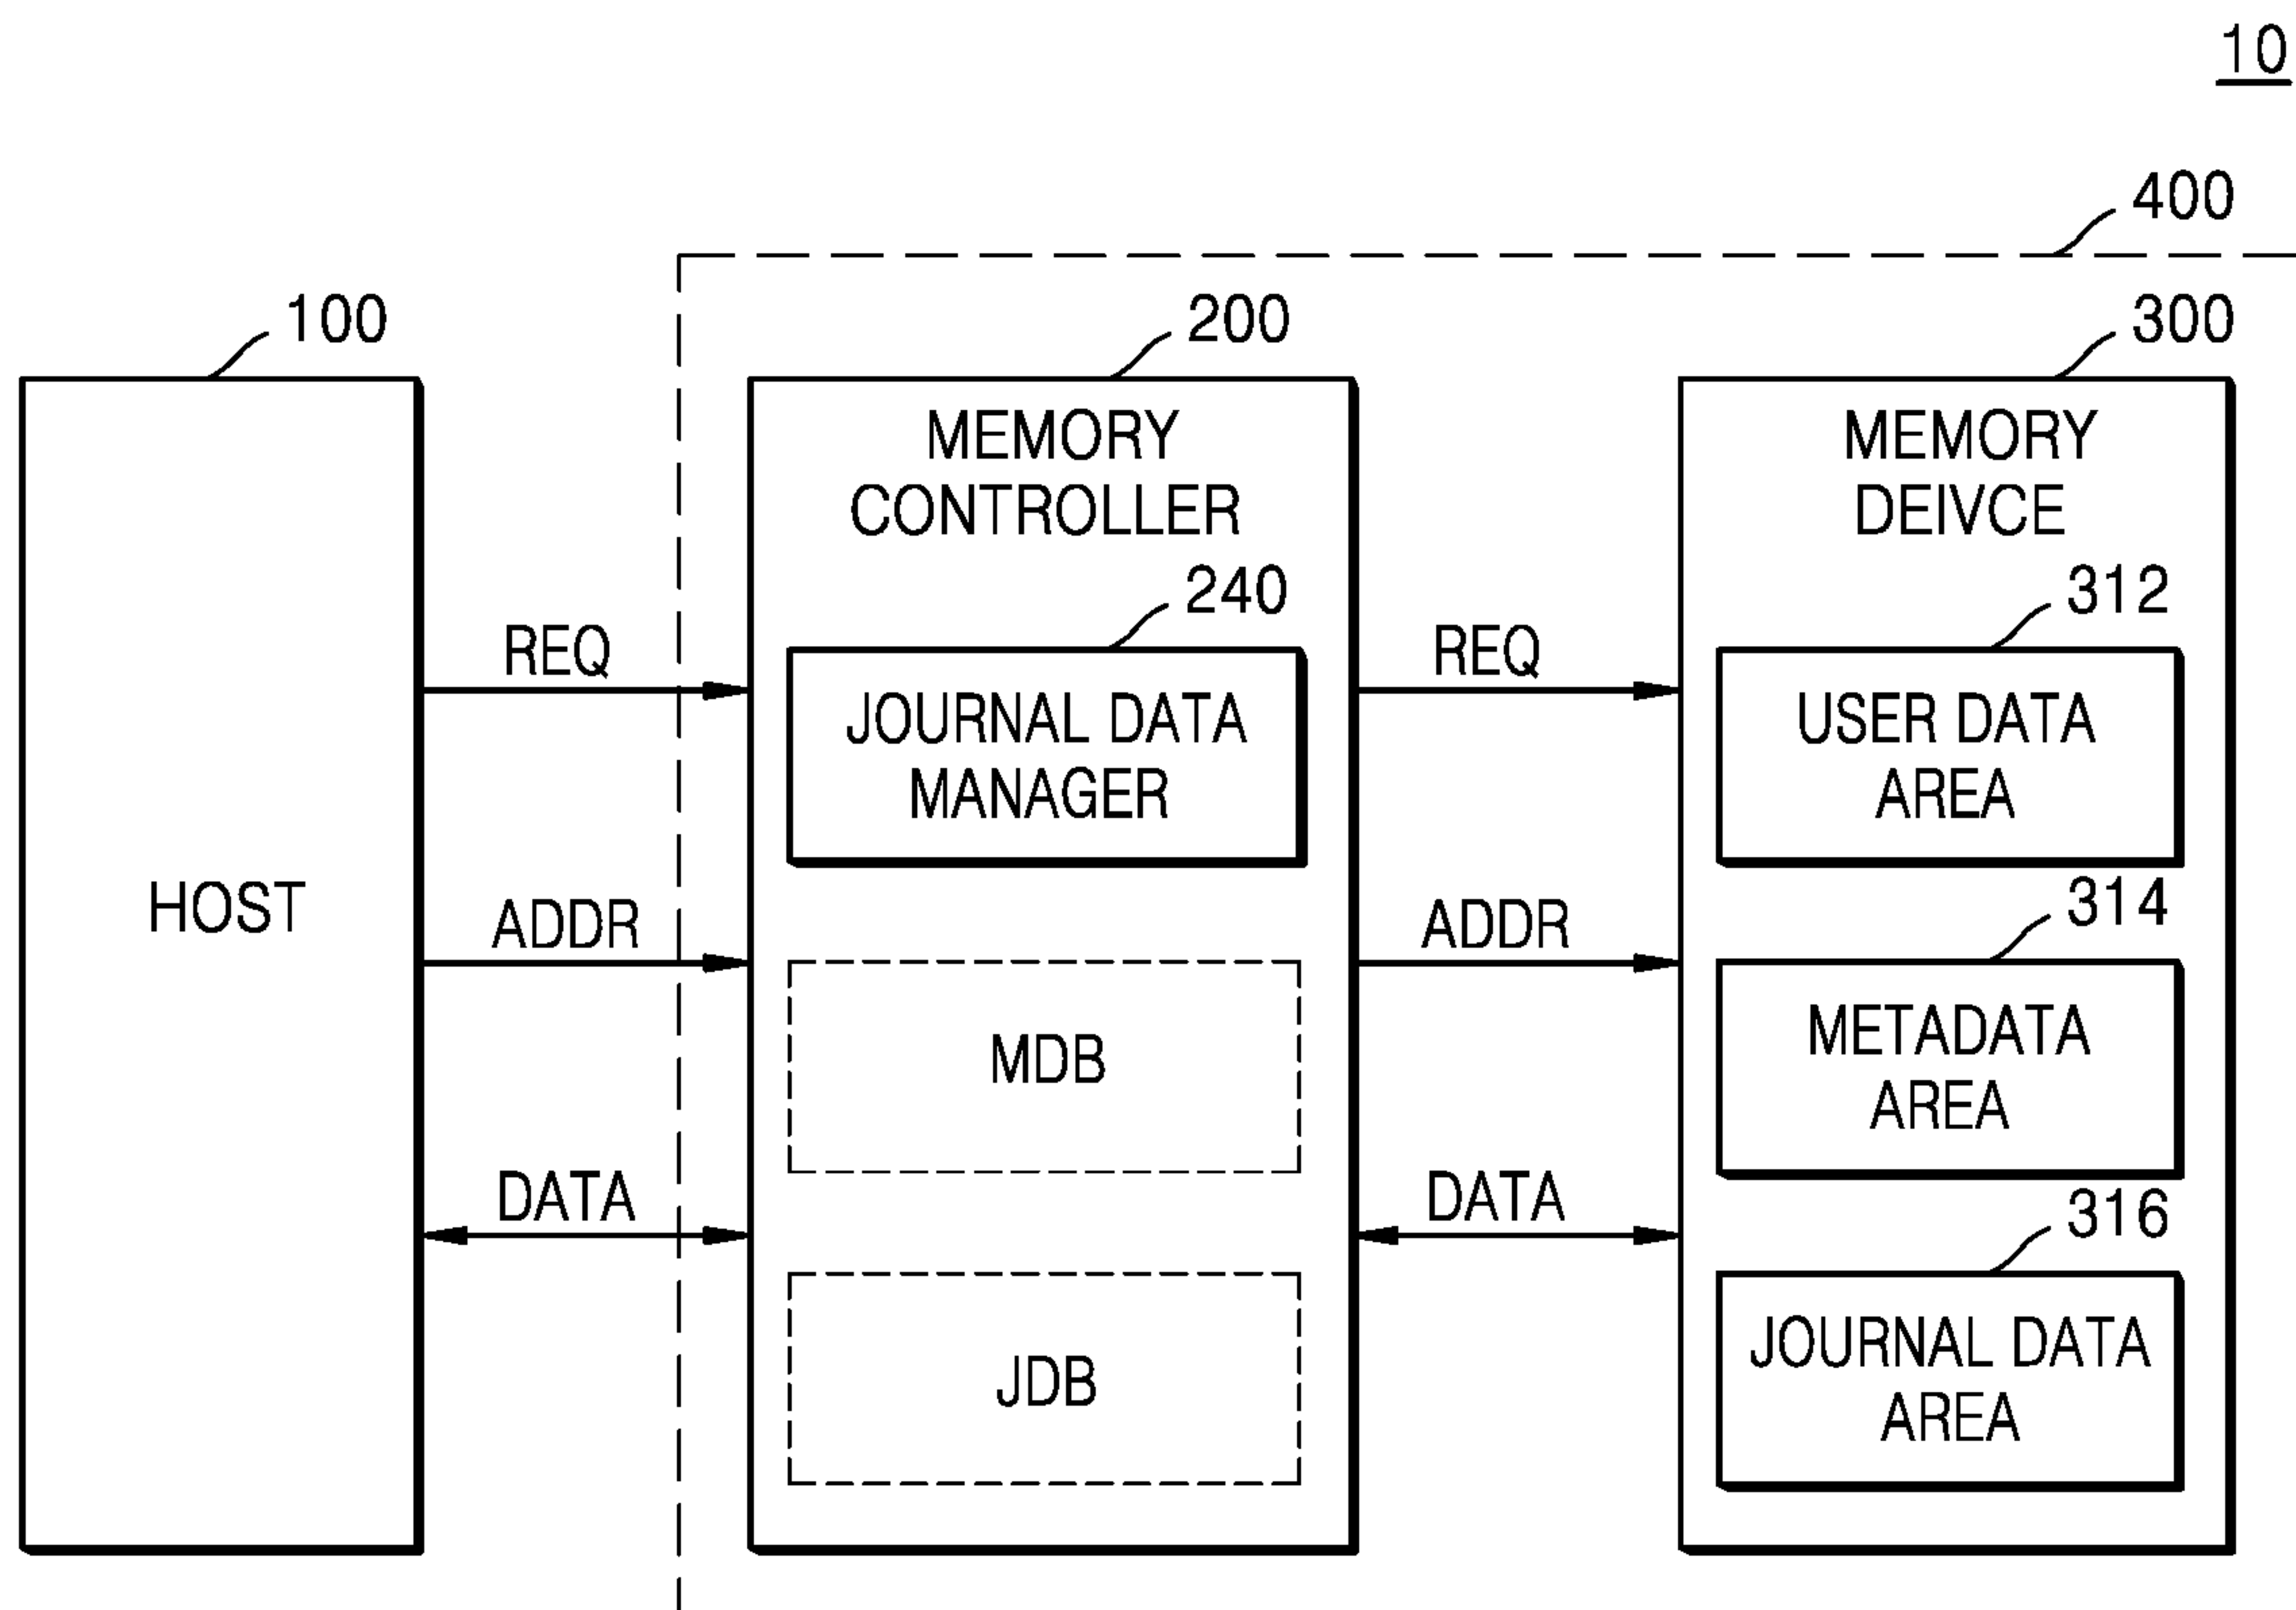 10
400
100
200
300
MEMORY
CONTROLLER
MEMORY
DEIVCE
240
312
REQ
REQ
JOURNAL DATA
MANAGER
USER DATA
AREA
314
HOST
ADDR
ADDR
MDB
METADATA
AREA
316
DATA
DATA
JDB
JOURNAL DATA
AREA